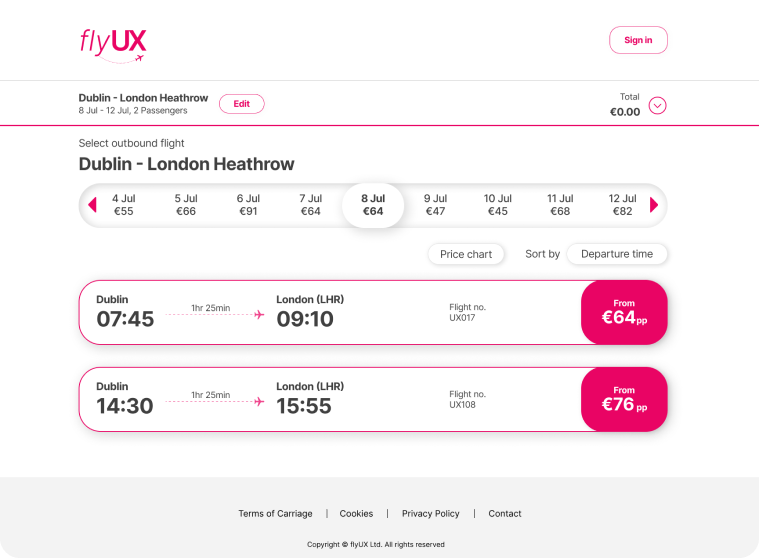 flyUX
Sign in
Dublin - London Heathrow
8 Jul - 12 Jul, 2 Passengers
Edit
Total
€0.00
Select outbound flight
Dublin - London Heathrow
4 Jul 5 Jul 6 Jul 7 Jul 8 Jul 9 Jul 10 Jul 11 Jul 12 Jul
€55 €66 €91 €64 €64 €47 €45 €68 €82
Price chart Sort by Departure time
Dublin 1hr 25min London (LHR) Flight no. From
07:45 09:10 UX017 €64pp
Dublin 1hr 25min London (LHR) Flight no. From
14:30 15:55 UX108 €76 pp
Terms of Carriage | Cookies | Privacy Policy | Contact
Copyright © flyUX Ltd. All rights reserved